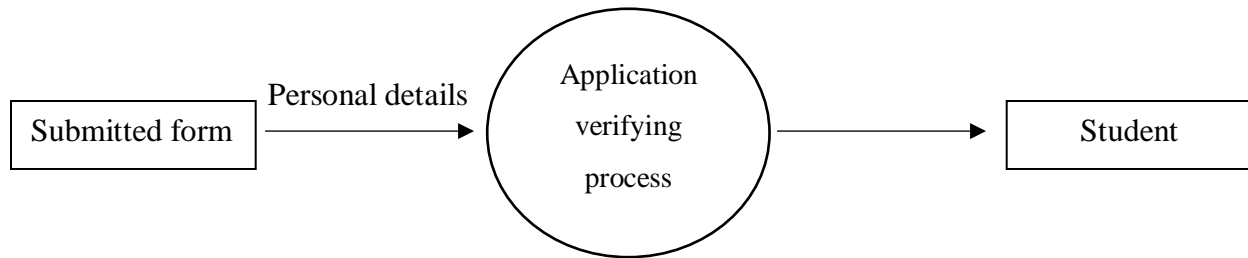 Submitted form
Personal details
Application
verifying
process
Student